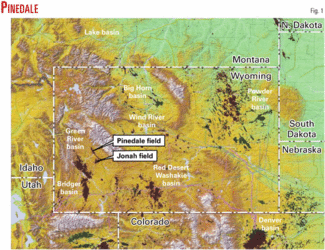 PINEDALE
Fig. 1
Lake basin
N. Dakota
Montana
Wyoming
Big Horn
basin
Powder
River
basin
Wind River
basin
Green
River
basin
South
Dakota
Nebraska
Pinedale field
Jonah field
Idaho
Utah
Red Desert
Washakie
basin
Bridger
basin
Colorado
Denver
basin